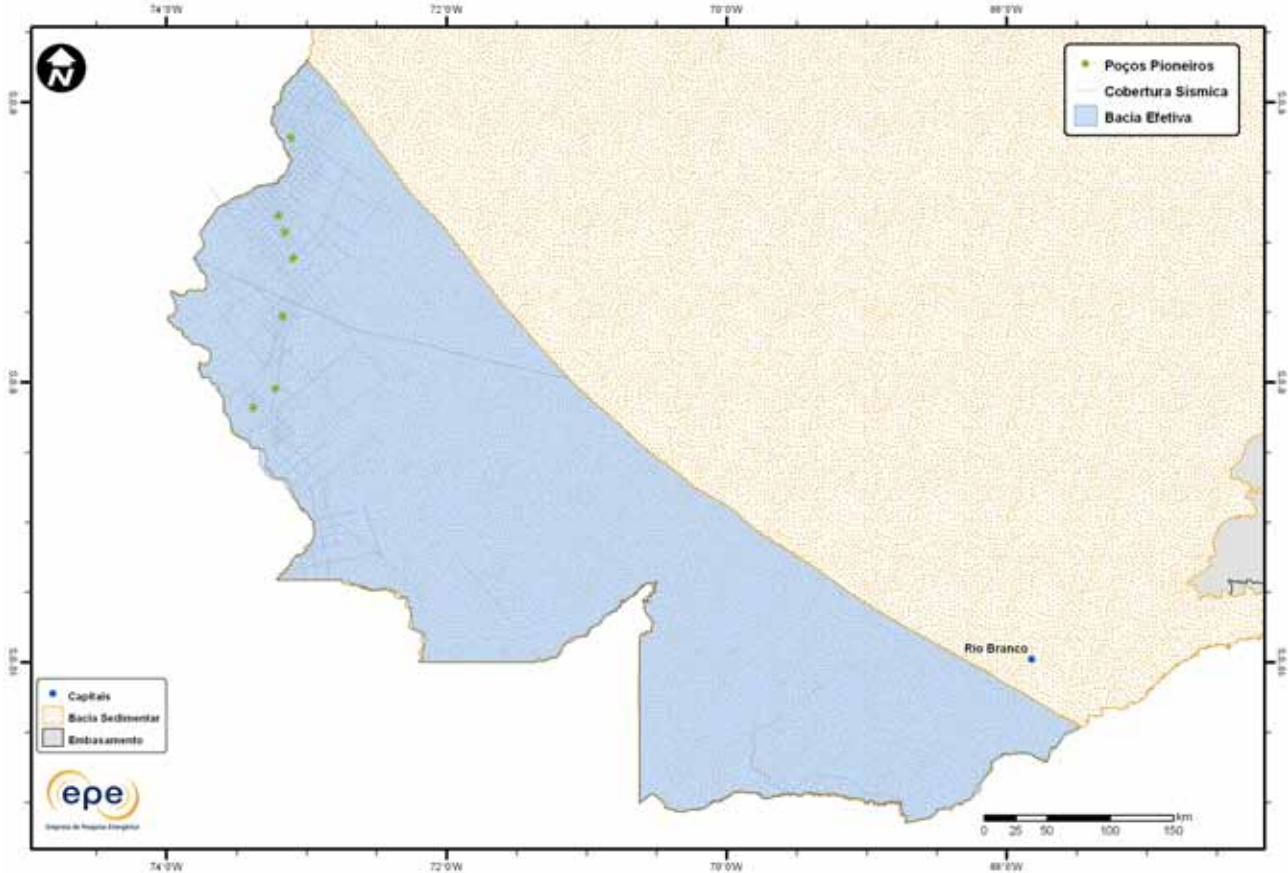 74°0'W 72°0'W 70°0'W 68°0'W
N
Poços Pioneiros
Cobertura Sísmica
Bacia Efetiva
Rio Branco
Capitais
Bacia Sedimentar
Embasamento
epe
Empresa de Pesquisa Energética
km
0 25 50 100 150
74°0'W 72°0'W 70°0'W 68°0'W